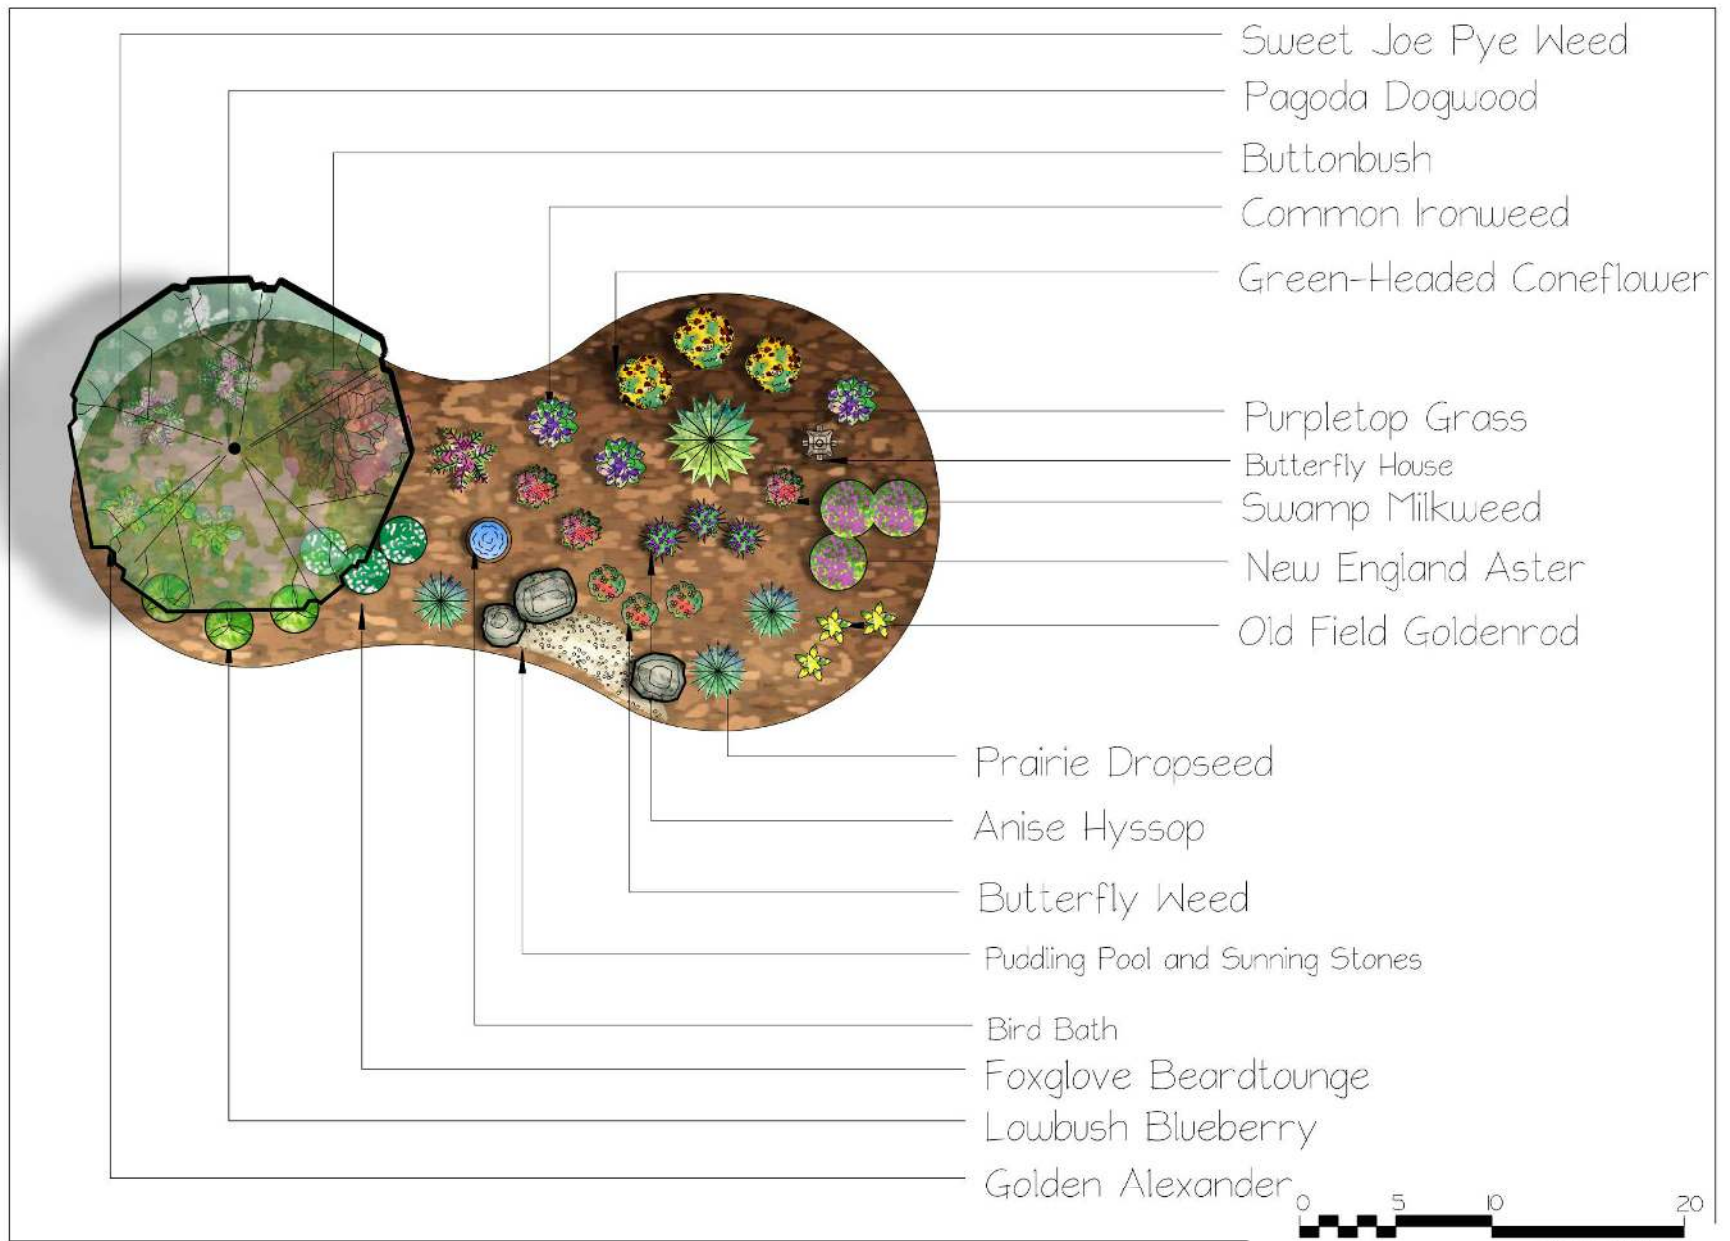 Sweet Joe Pye Weed
Pagoda Dogwood
Buttonbush
Common Ironweed
Green-Headed Coneflower
Purpletop Grass
Butterfly House
Swamp Milkweed
New England Aster
Old Field Goldenrod
Prairie Dropseed
Anise Hyssop
Butterfly Weed
Puddling Pool and Sunning Stones
Bird Bath
Foxglove Beardtounge
Lowbush Blueberry
Golden Alexander
0 5 10 20